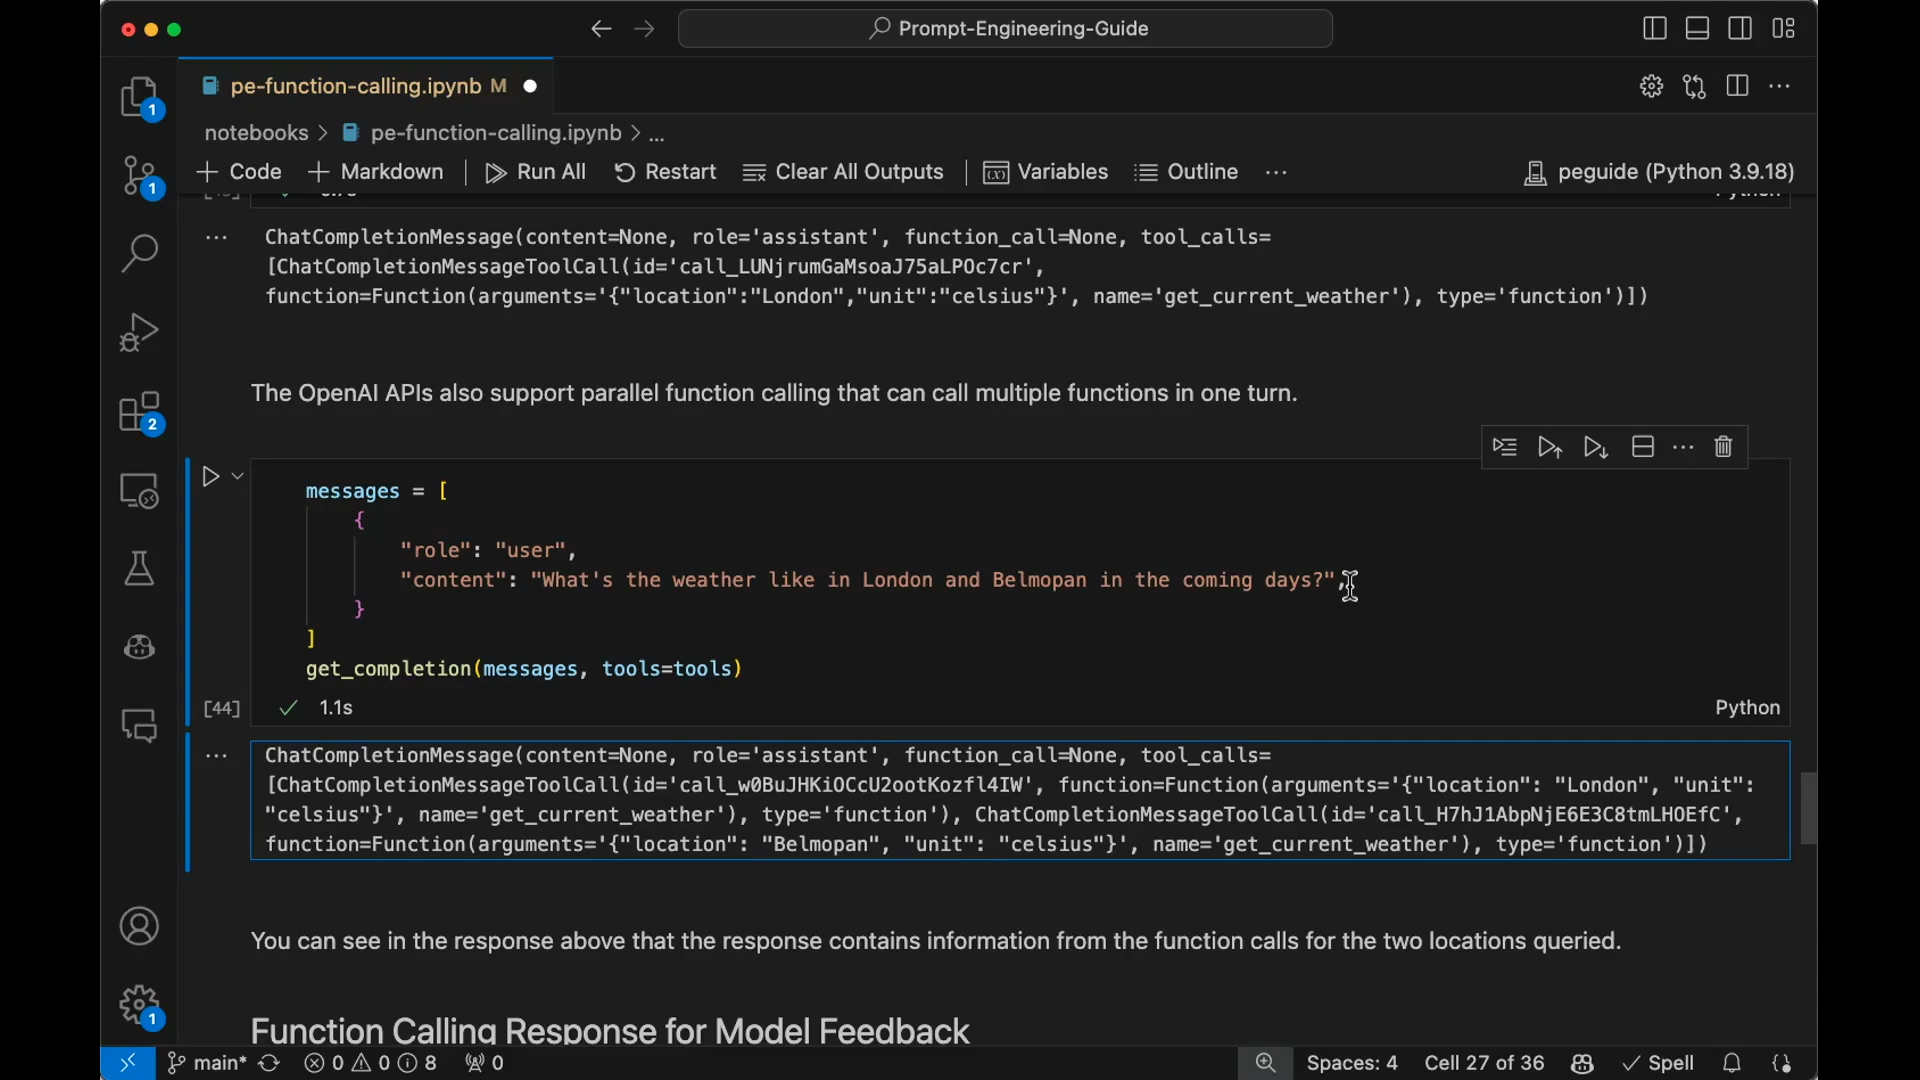 Prompt-Engineering-Guide
pe-function-calling.ipynb M
1
notebooks > pe-function-calling.ipynb > ...
Code Markdown Run All Restart Clear All Outputs Variables Outline ... peguide (Python 3.9.18)
1
ChatCompletionMessage(content=None, role='assistant', function_call=None, tool_calls=
[ChatCompletionMessageToolCall(id='call_LUNjrumGaMsoaJ75aLPOc7cr',
function=Function(arguments='{"location":"London","unit":"celsius"}', name='get_current_weather'), type='function')])
The OpenAI APIs also support parallel function calling that can call multiple functions in one turn.
2
messages = [
{
"role": "user",
"content": "What's the weather like in London and Belmopan in the coming days?",
}
]
get_completion(messages, tools=tools)
[44] 1.1s Python
ChatCompletionMessage(content=None, role='assistant', function_call=None, tool_calls=
[ChatCompletionMessageToolCall(id='call_w0BuJHKiOCcU2ootKozfl4IW', function=Function(arguments='{"location": "London", "unit":
"celsius"}', name='get_current_weather'), type='function'), ChatCompletionMessageToolCall(id='call_H7hJ1AbpNjE6E3C8tmLHOEfC',
function=Function(arguments='{"location": "Belmopan", "unit": "celsius"}', name='get_current_weather'), type='function')])
You can see in the response above that the response contains information from the function calls for the two locations queried.
1
Function Calling Response for Model Feedback
main* 0 0 8 0 Spaces: 4 Cell 27 of 36 Spell